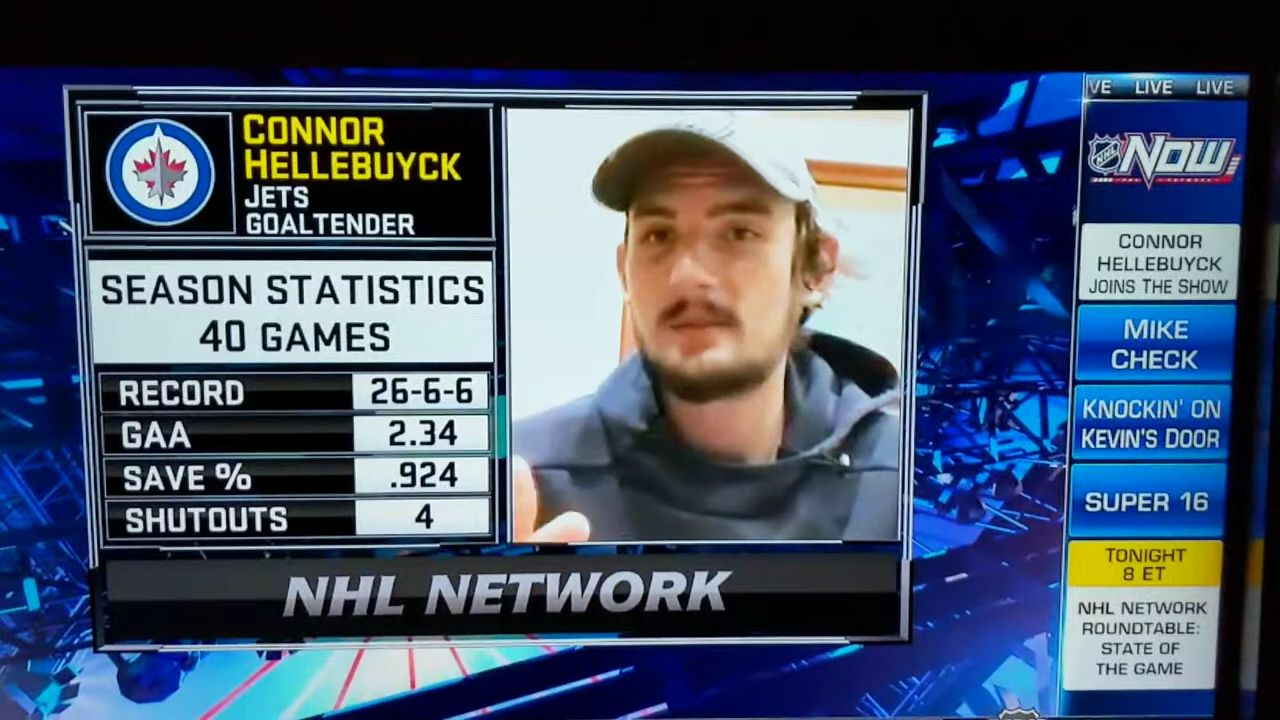 CONNOR
HELLEBUYCK
JETS
GOALTENDER
SEASON STATISTICS
40 GAMES
RECORD 26-6-6
GAA 2.34
SAVE % .924
SHUTOUTS 4
NHL NETWORK
VE LIVE LIVE
NHL NOW
CONNOR
HELLEBUYCK
JOINS THE SHOW
MIKE
CHECK
KNOCKIN' ON
KEVIN'S DOOR
SUPER 16
TONIGHT
8 ET
NHL NETWORK
ROUNDTABLE:
STATE OF
THE GAME